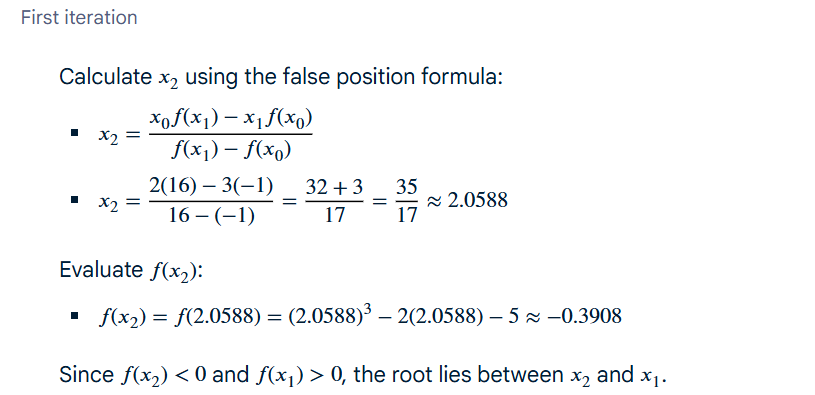 First iteration
Calculate x₂ using the false position formula:
▪ x₂ = (x₀f(x₁) − x₁f(x₀)) / (f(x₁) − f(x₀))
▪ x₂ = (2(16) − 3(−1)) / (16 − (−1)) = (32 + 3) / 17 = 35 / 17 ≈ 2.0588
Evaluate f(x₂):
▪ f(x₂) = f(2.0588) = (2.0588)³ − 2(2.0588) − 5 ≈ −0.3908
Since f(x₂) < 0 and f(x₁) > 0, the root lies between x₂ and x₁.